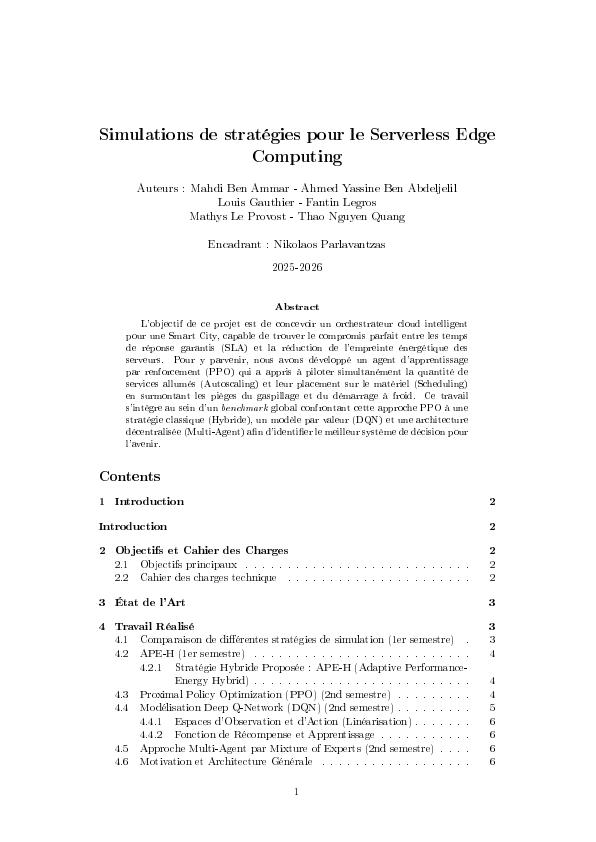 Simulations de stratégies pour le Serverless Edge
Computing
Auteurs : Mahdi Ben Ammar - Ahmed Yassine Ben Abdeljelil
Louis Gauthier - Fantin Legros
Mathys Le Provost - Thao Nguyen Quang
Encadrant : Nikolaos Parlavantzas
2025-2026
Abstract
L'objectif de ce projet est de concevoir un orchestrateur cloud intelligent
pour une Smart City, capable de trouver le compromis parfait entre les temps
de réponse garantis (SLA) et la réduction de l'empreinte énergétique des
serveurs. Pour y parvenir, nous avons développé un agent d'apprentissage
par renforcement (PPO) qui a appris à piloter simultanément la quantité de
services allumés (Autoscaling) et leur placement sur le matériel (Scheduling)
en surmontant les pièges du gaspillage et du démarrage à froid. Ce travail
s'intègre au sein d'un benchmark global confrontant cette approche PPO à une
stratégie classique (Hybride), un modèle par valeur (DQN) et une architecture
décentralisée (Multi-Agent) afin d'identifier le meilleur système de décision pour
l'avenir.
Contents
1 Introduction 2
Introduction 2
2 Objectifs et Cahier des Charges 2
2.1 Objectifs principaux . . . . . . . . . . . . . . . . . . . . . . . . . . 2
2.2 Cahier des charges technique . . . . . . . . . . . . . . . . . . . . . 2
3 État de l'Art 3
4 Travail Réalisé 3
4.1 Comparaison de différentes stratégies de simulation (1er semestre) . 3
4.2 APE-H (1er semestre) . . . . . . . . . . . . . . . . . . . . . . . . . 4
4.2.1 Stratégie Hybride Proposée : APE-H (Adaptive Performance-
Energy Hybrid) . . . . . . . . . . . . . . . . . . . . . . . . . 4
4.3 Proximal Policy Optimization (PPO) (2nd semestre) . . . . . . . . . 4
4.4 Modélisation Deep Q-Network (DQN) (2nd semestre) . . . . . . . . . 5
4.4.1 Espaces d'Observation et d'Action (Linéarisation) . . . . . . . 6
4.4.2 Fonction de Récompense et Apprentissage . . . . . . . . . . . 6
4.5 Approche Multi-Agent par Mixture of Experts (2nd semestre) . . . . 6
4.6 Motivation et Architecture Générale . . . . . . . . . . . . . . . . . 6
1